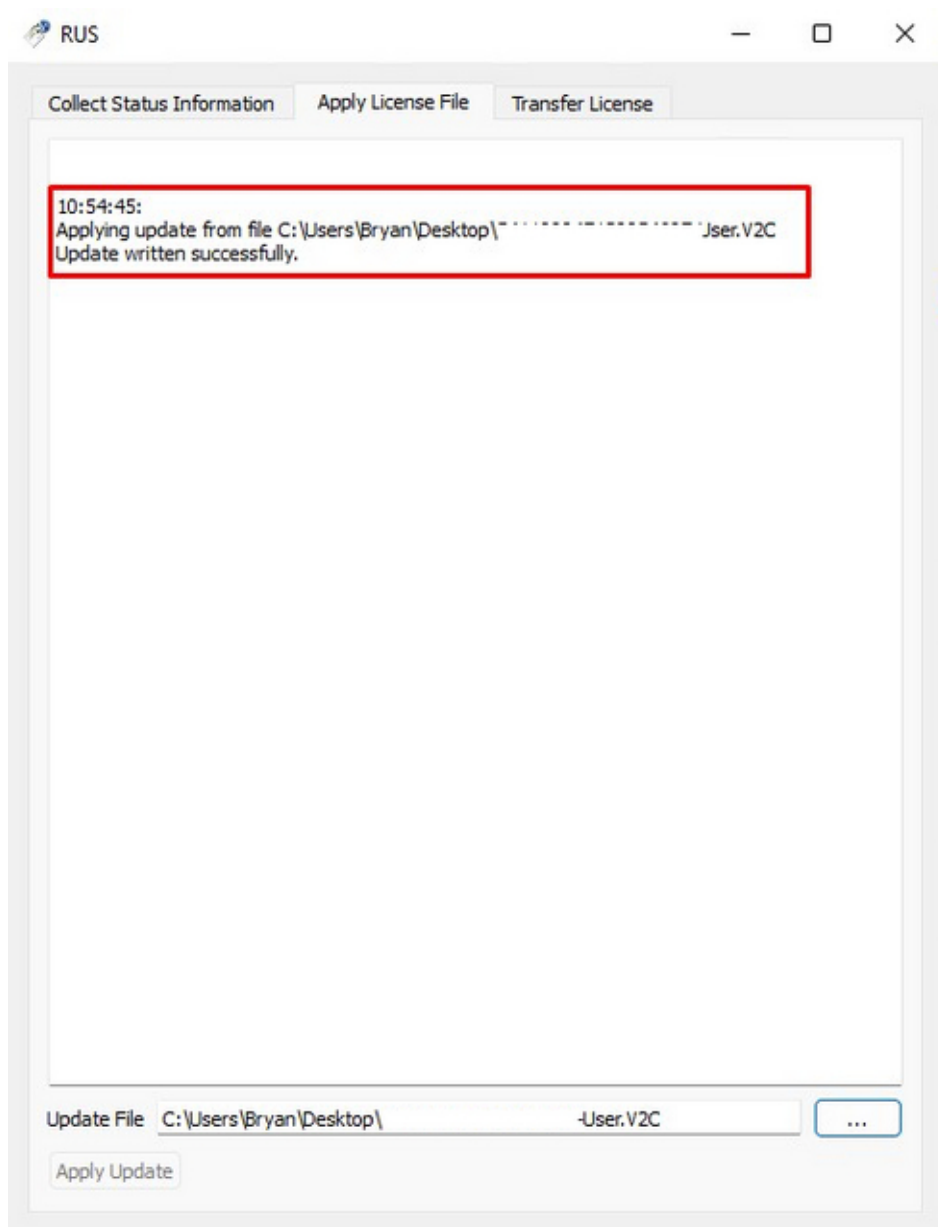 RUS
Collect Status Information Apply License File Transfer License
10:54:45:
Applying update from file C:\Users\Bryan\Desktop\ User.V2C
Update written successfully.
Update File C:\Users\Bryan\Desktop\ -User.V2C ...
Apply Update